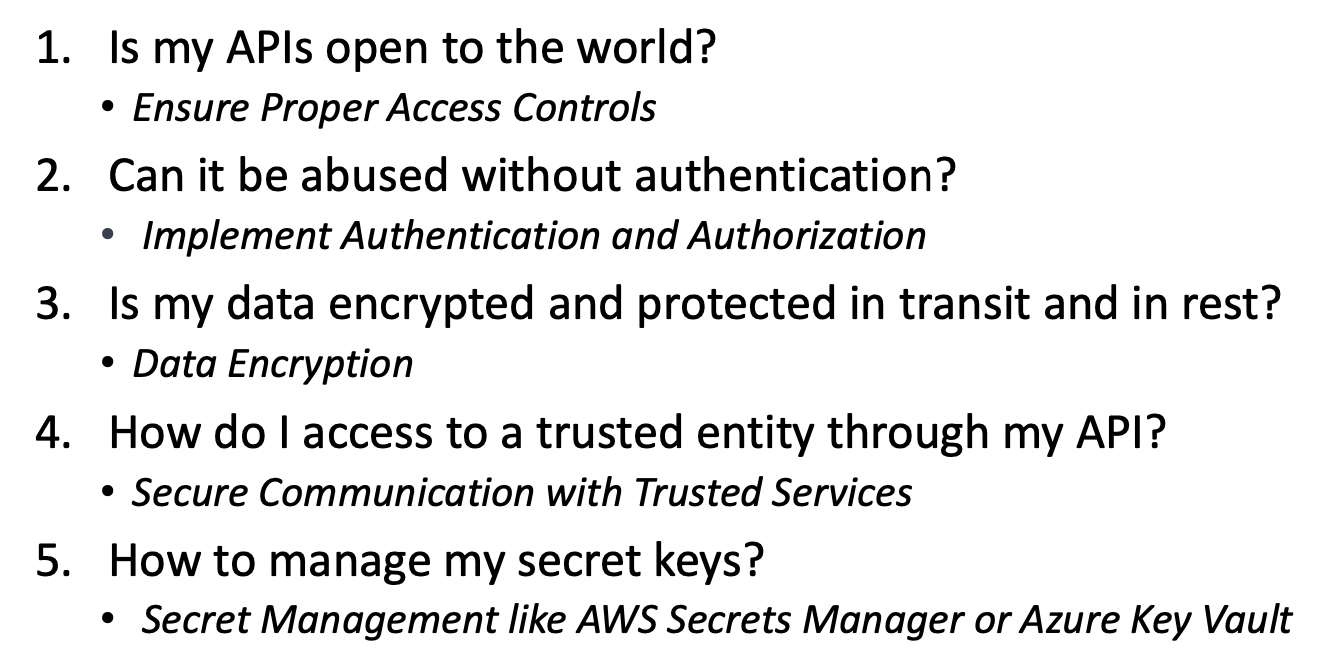 1. Is my APIs open to the world?
• Ensure Proper Access Controls
2. Can it be abused without authentication?
• Implement Authentication and Authorization
3. Is my data encrypted and protected in transit and in rest?
• Data Encryption
4. How do I access to a trusted entity through my API?
• Secure Communication with Trusted Services
5. How to manage my secret keys?
• Secret Management like AWS Secrets Manager or Azure Key Vault